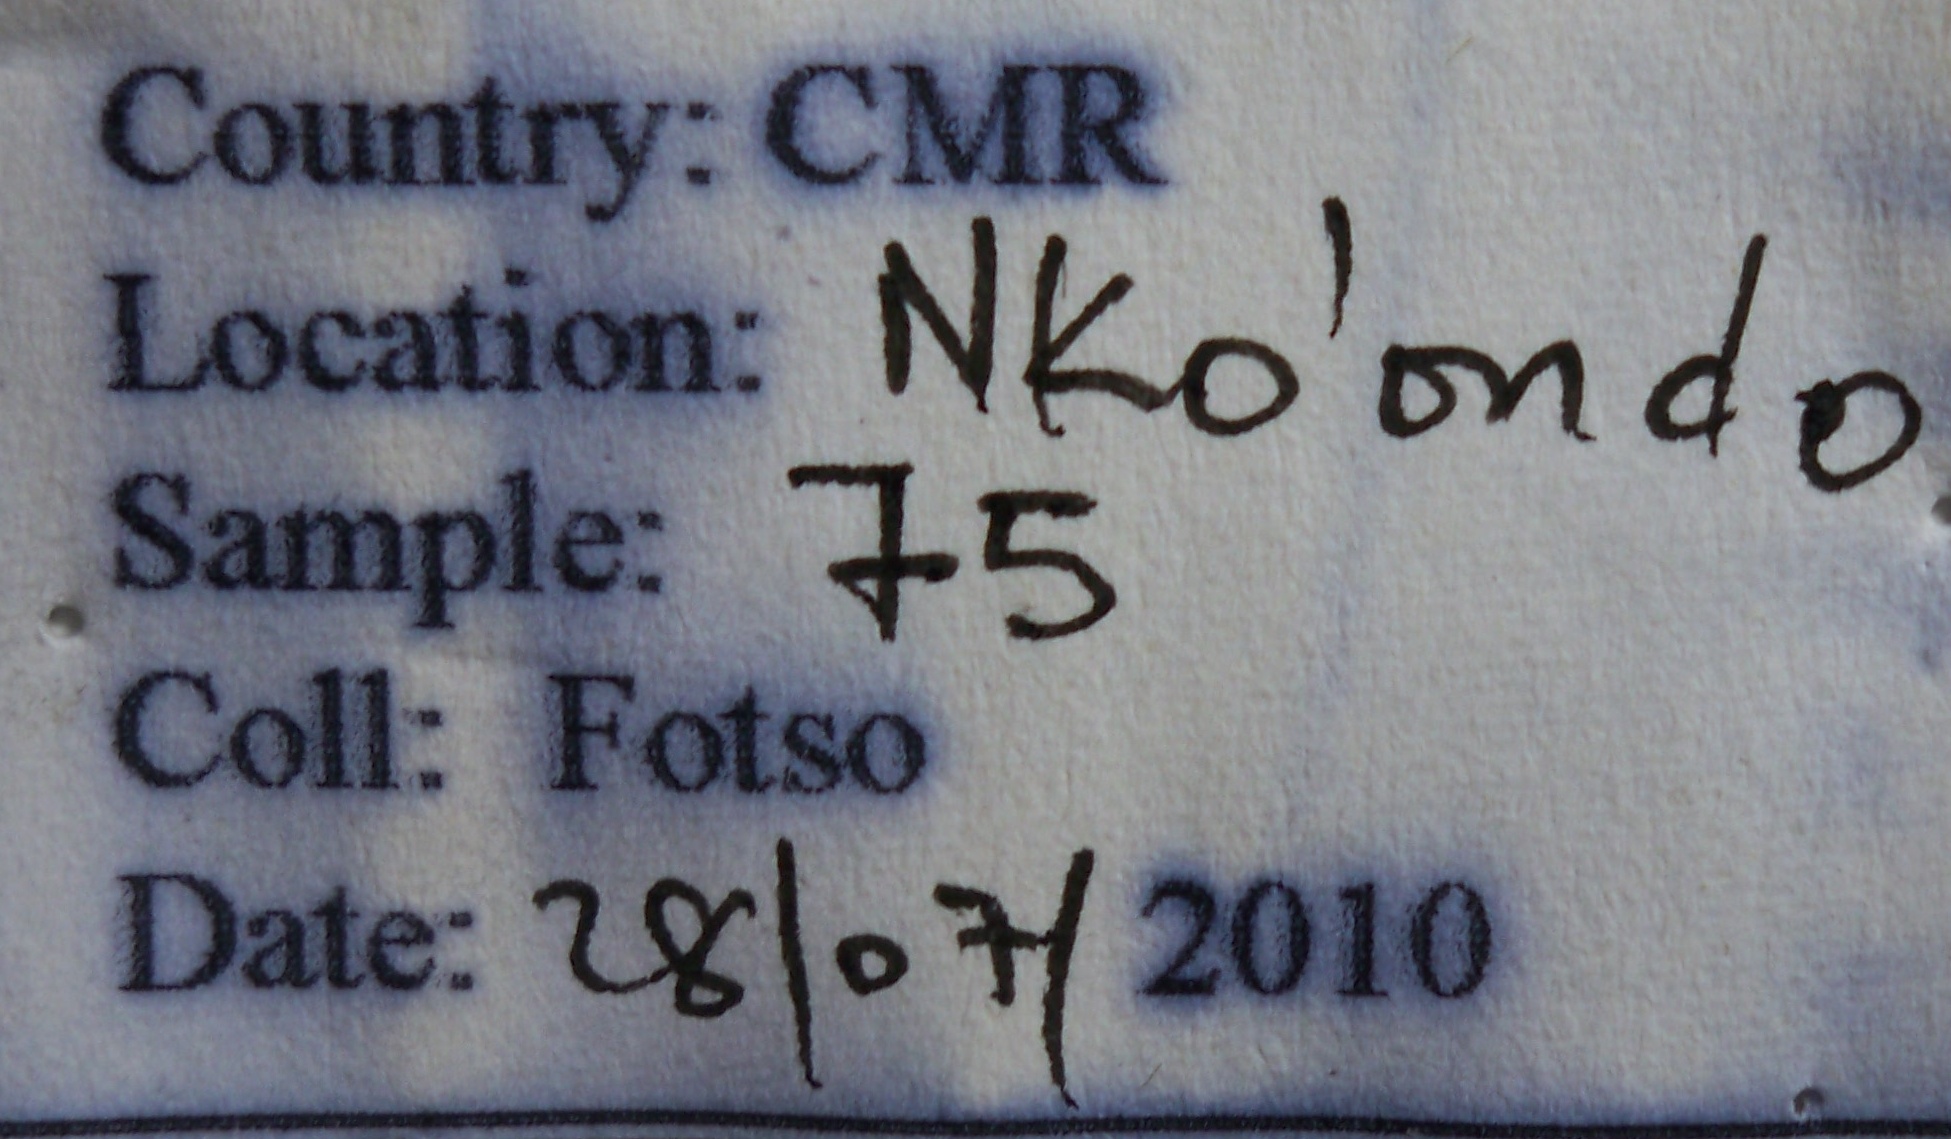 Country: CMR
Location: Nko'ondo
Sample: 75
Coll: Fotso
Date: 28/07/2010